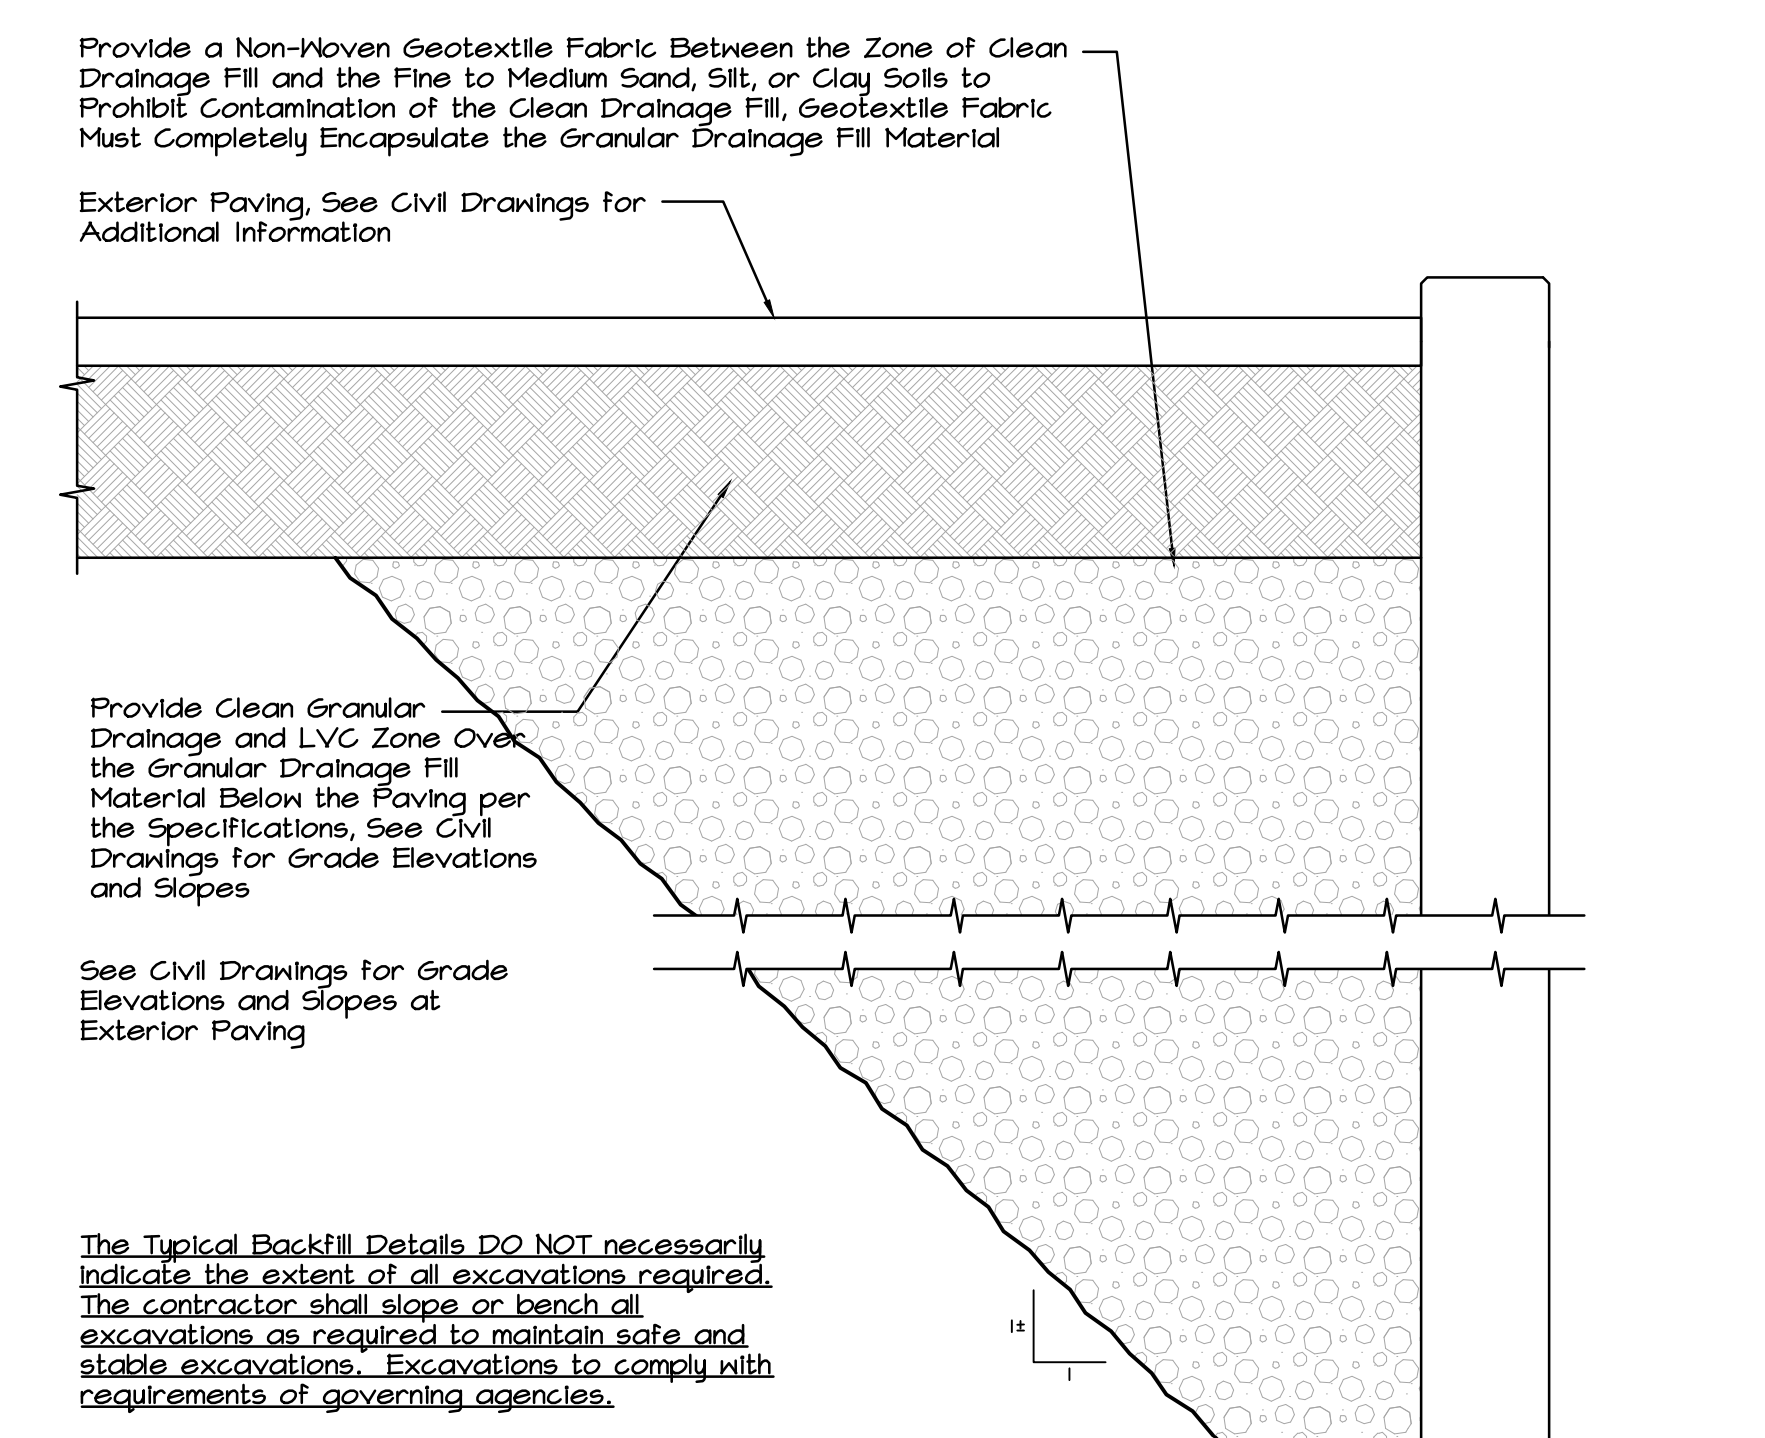 Provide a Non-Woven Geotextile Fabric Between the Zone of Clean
Drainage Fill and the Fine to Medium Sand, Silt, or Clay Soils to
Prohibit Contamination of the Clean Drainage Fill, Geotextile Fabric
Must Completely Encapsulate the Granular Drainage Fill Material
Exterior Paving, See Civil Drawings for
Additional Information
Provide Clean Granular
Drainage and LVC Zone Over
the Granular Drainage Fill
Material Below the Paving per
the Specifications, See Civil
Drawings for Grade Elevations
and Slopes
See Civil Drawings for Grade
Elevations and Slopes at
Exterior Paving
The Typical Backfill Details DO NOT necessarily
indicate the extent of all excavations required.
The contractor shall slope or bench all
excavations as required to maintain safe and
stable excavations.  Excavations to comply with
requirements of governing agencies.
1±
1